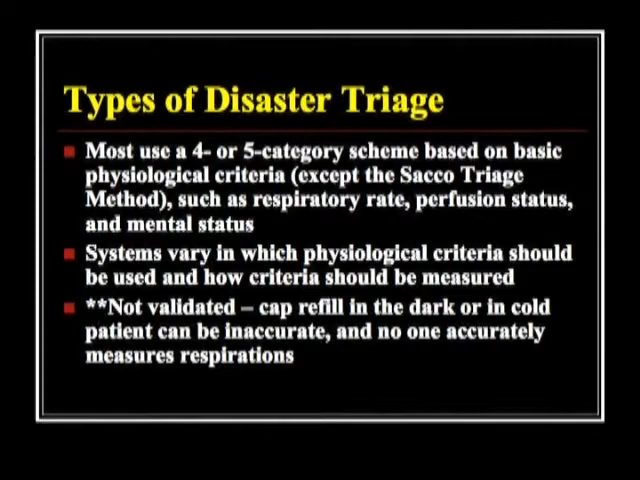 Types of Disaster Triage
Most use a 4- or 5-category scheme based on basic
physiological criteria (except the Sacco Triage
Method), such as respiratory rate, perfusion status,
and mental status
Systems vary in which physiological criteria should
be used and how criteria should be measured
**Not validated – cap refill in the dark or in cold
patient can be inaccurate, and no one accurately
measures respirations